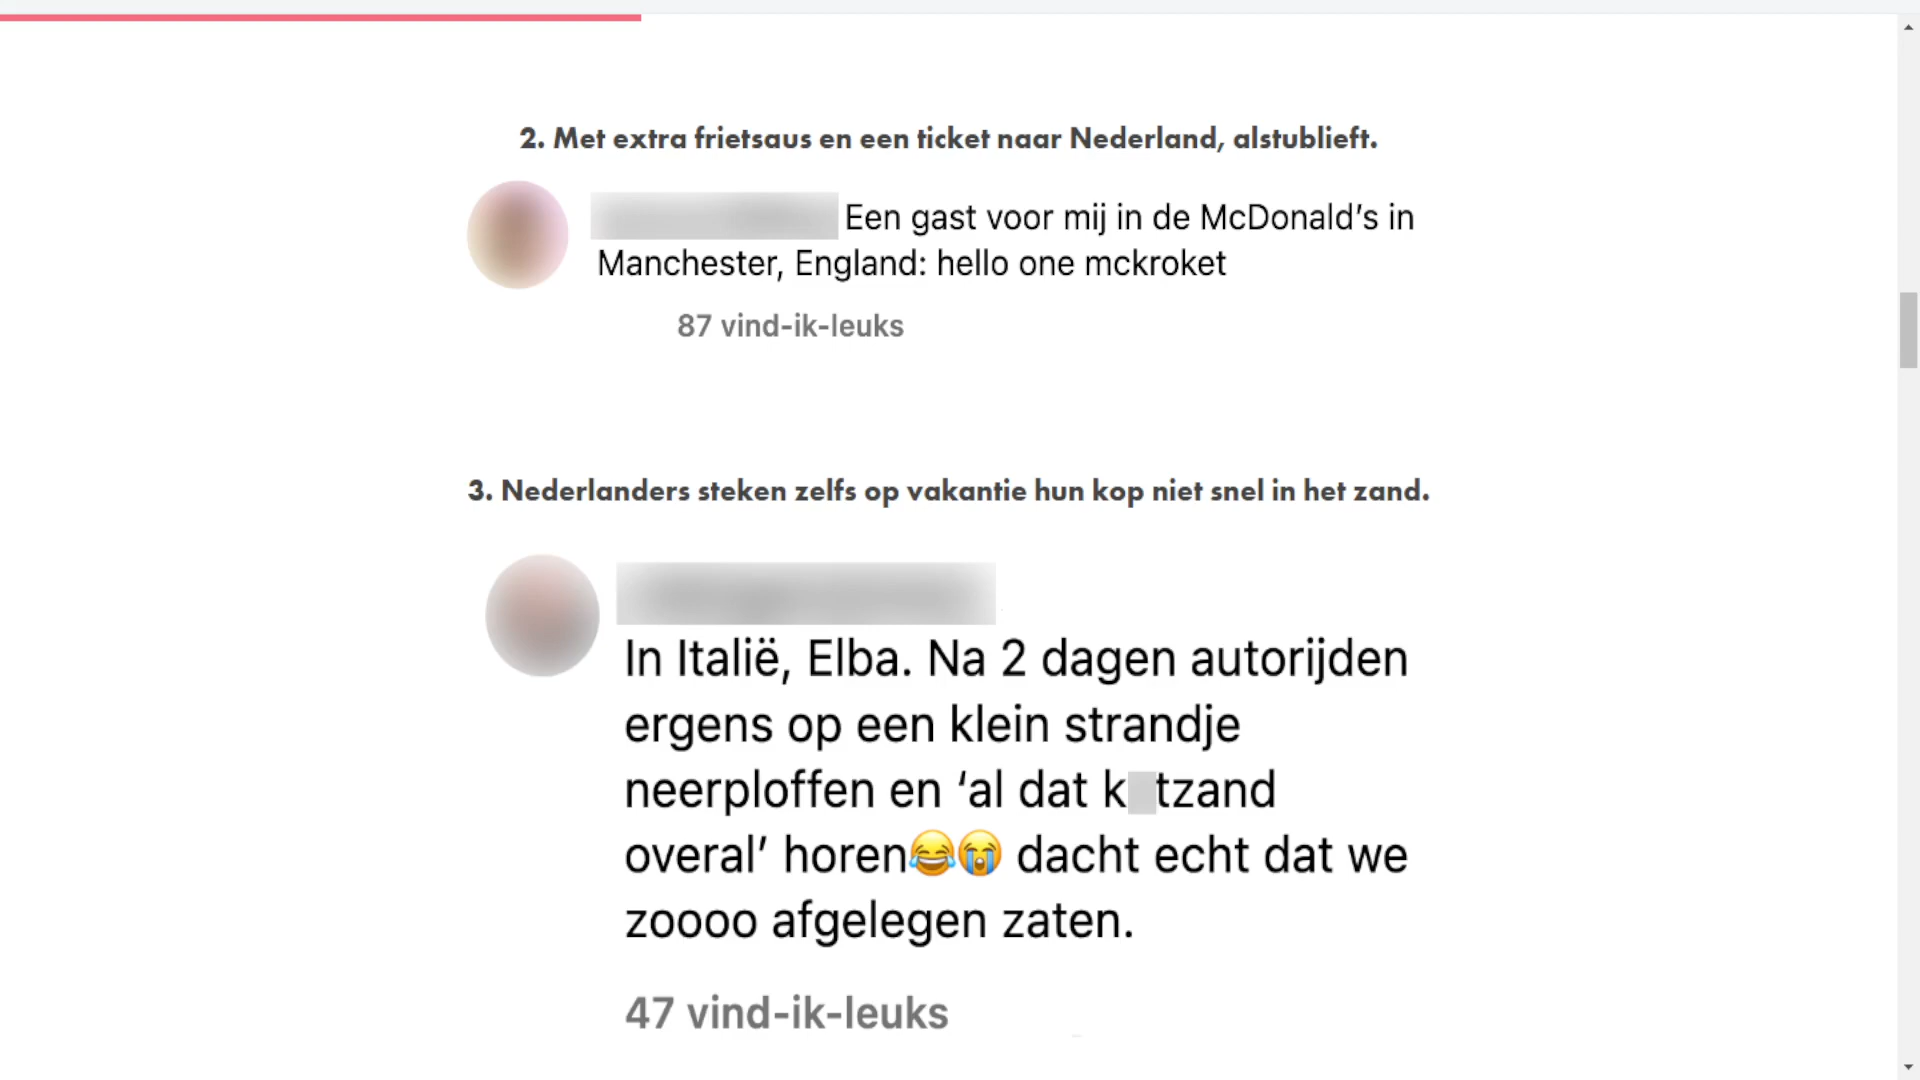 2. Met extra frietsaus en een ticket naar Nederland, alstublieft.
Een gast voor mij in de McDonald’s in
Manchester, England: hello one mckroket
87 vind-ik-leuks
3. Nederlanders steken zelfs op vakantie hun kop niet snel in het zand.
In Italië, Elba. Na 2 dagen autorijden
ergens op een klein strandje
neerploffen en ‘al dat k tzand
overal’ horen😂😭 dacht echt dat we
zoooo afgelegen zaten.
47 vind-ik-leuks